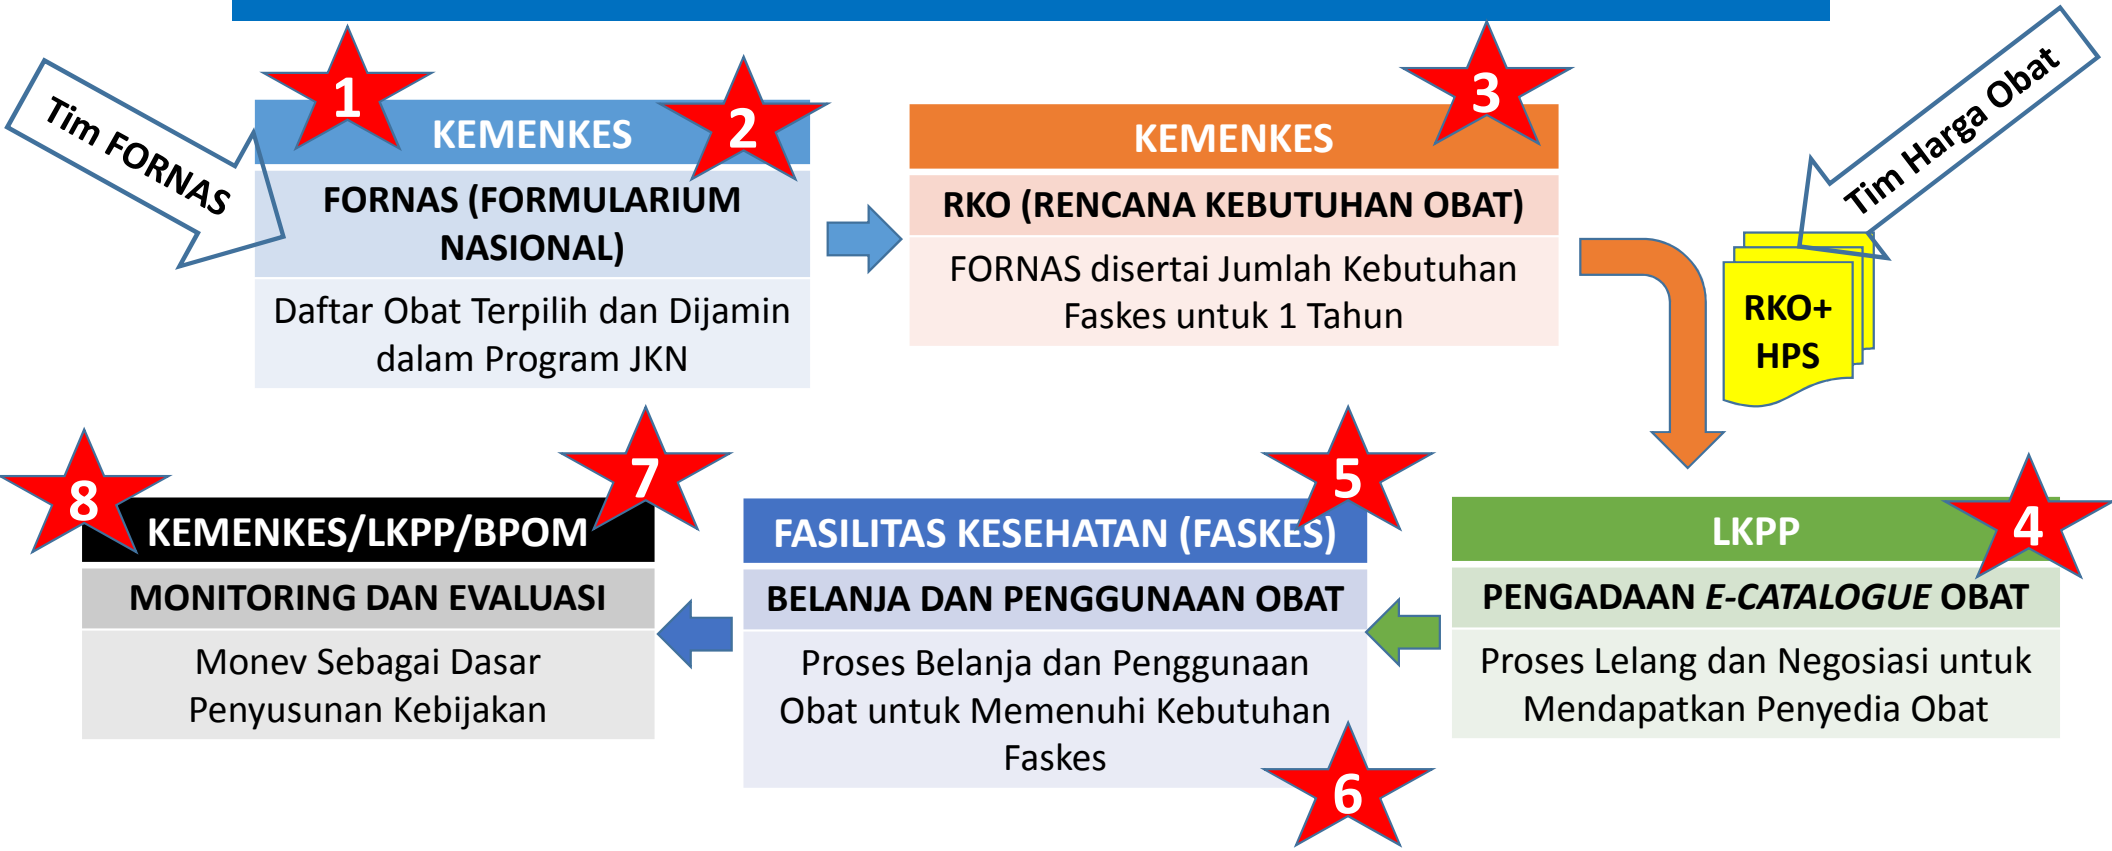 Tim FORNAS
1
2
KEMENKES
FORNAS (FORMULARIUM
NASIONAL)
Daftar Obat Terpilih dan Dijamin
dalam Program JKN
3
KEMENKES
RKO (RENCANA KEBUTUHAN OBAT)
FORNAS disertai Jumlah Kebutuhan
Faskes untuk 1 Tahun
Tim Harga Obat
RKO+
HPS
4
LKPP
PENGADAAN E-CATALOGUE OBAT
Proses Lelang dan Negosiasi untuk
Mendapatkan Penyedia Obat
5
FASILITAS KESEHATAN (FASKES)
BELANJA DAN PENGGUNAAN OBAT
Proses Belanja dan Penggunaan
Obat untuk Memenuhi Kebutuhan
Faskes
6
7
8
KEMENKES/LKPP/BPOM
MONITORING DAN EVALUASI
Monev Sebagai Dasar
Penyusunan Kebijakan